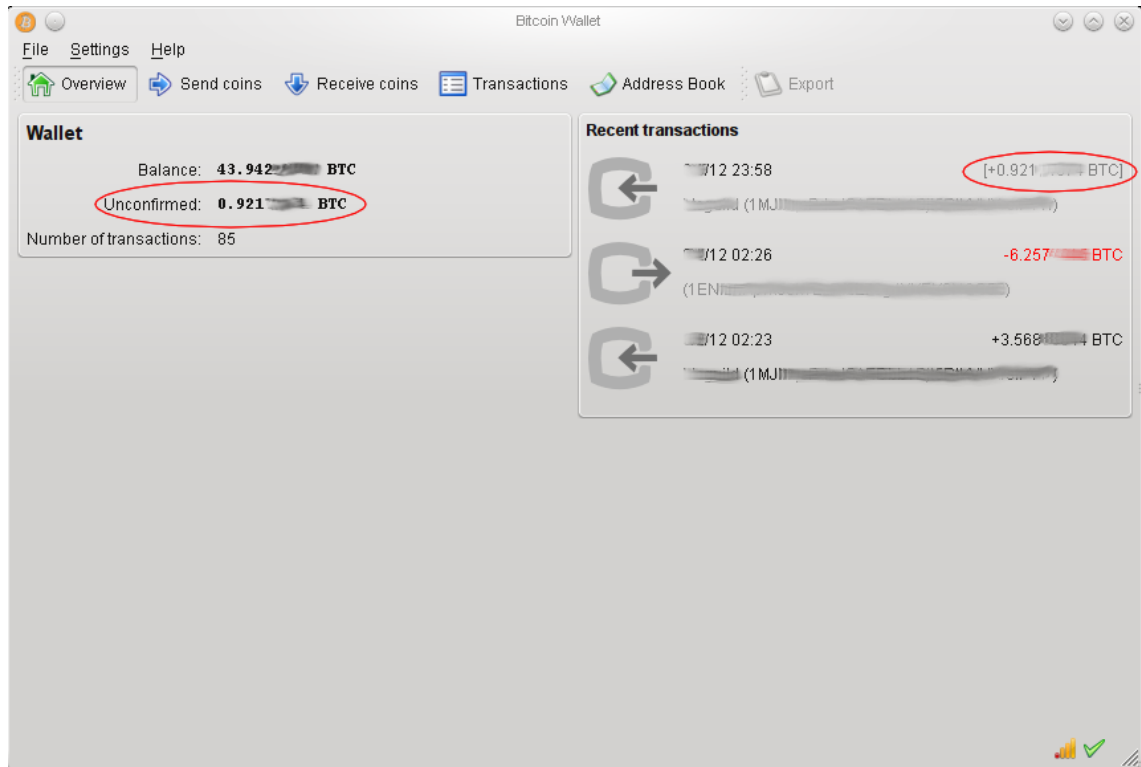 Bitcoin Wallet
File Settings Help
Overview Send coins Receive coins Transactions Address Book Export
Wallet
Balance: 43.942 BTC
Unconfirmed: 0.921 BTC
Number of transactions: 85
Recent transactions
/12 23:58 [+0.921 BTC]
(1MJ )
/12 02:26 -6.257 BTC
(1EN )
/12 02:23 +3.568 BTC
(1MJ )